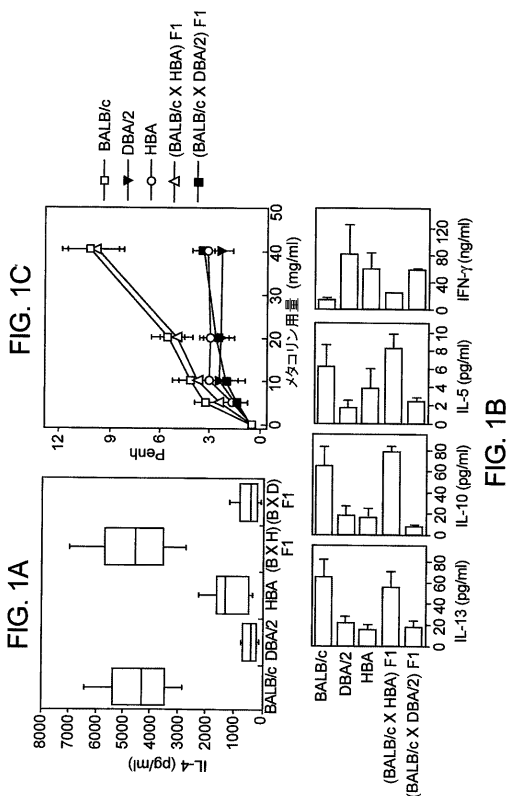 FIG. 1A
IL-4 (pg/ml)
8000
7000
6000
5000
4000
3000
2000
1000
0
BALB/c DBA/2 HBA (B X H) (B X D)
F1 F1
FIG. 1C
Penh
12
9
6
3
0
0 10 20 30 40 50
メタコリン用量 (mg/ml)
BALB/c
DBA/2
HBA
(BALB/c X HBA) F1
(BALB/c X DBA/2) F1
BALB/c
DBA/2
HBA
(BALB/c X HBA) F1
(BALB/c X DBA/2) F1
0 20 40 60 80
IL-13 (pg/ml)
0 20 40 60 80
IL-10 (pg/ml)
0 2 4 6 8 10
IL-5 (pg/ml)
0 40 80 120
IFN-γ (ng/ml)
FIG. 1B